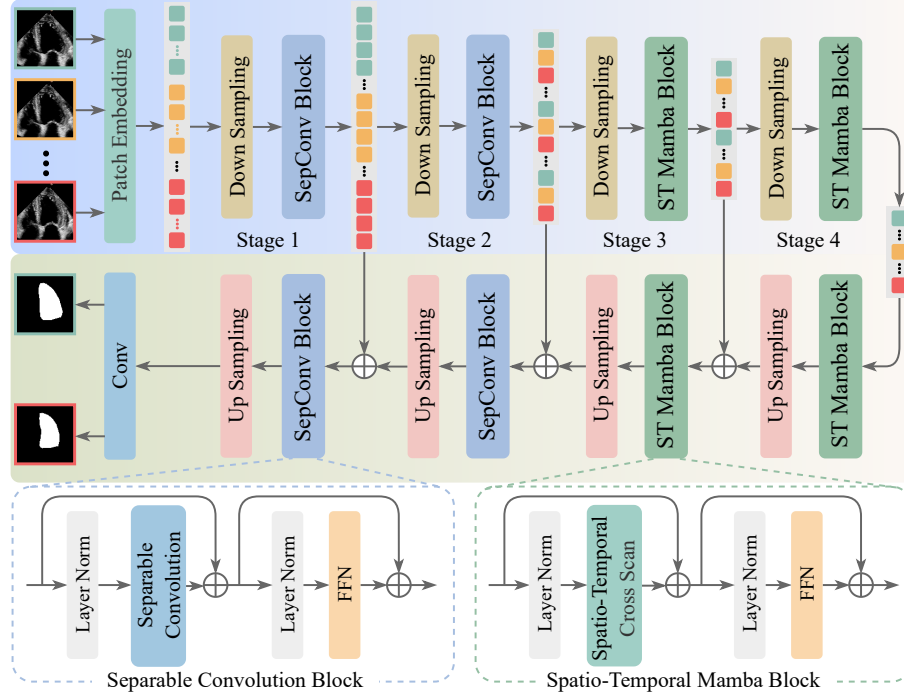 Patch Embedding
Down Sampling
SepConv Block
Stage 1
Down Sampling
SepConv Block
Stage 2
Down Sampling
ST Mamba Block
Stage 3
Down Sampling
ST Mamba Block
Stage 4
Conv
Up Sampling
SepConv Block
Up Sampling
SepConv Block
Up Sampling
ST Mamba Block
Up Sampling
ST Mamba Block
Layer Norm
Separable
Convolution
Layer Norm
FFN
Separable Convolution Block
Layer Norm
Spatio-Temporal
Cross Scan
Layer Norm
FFN
Spatio-Temporal Mamba Block